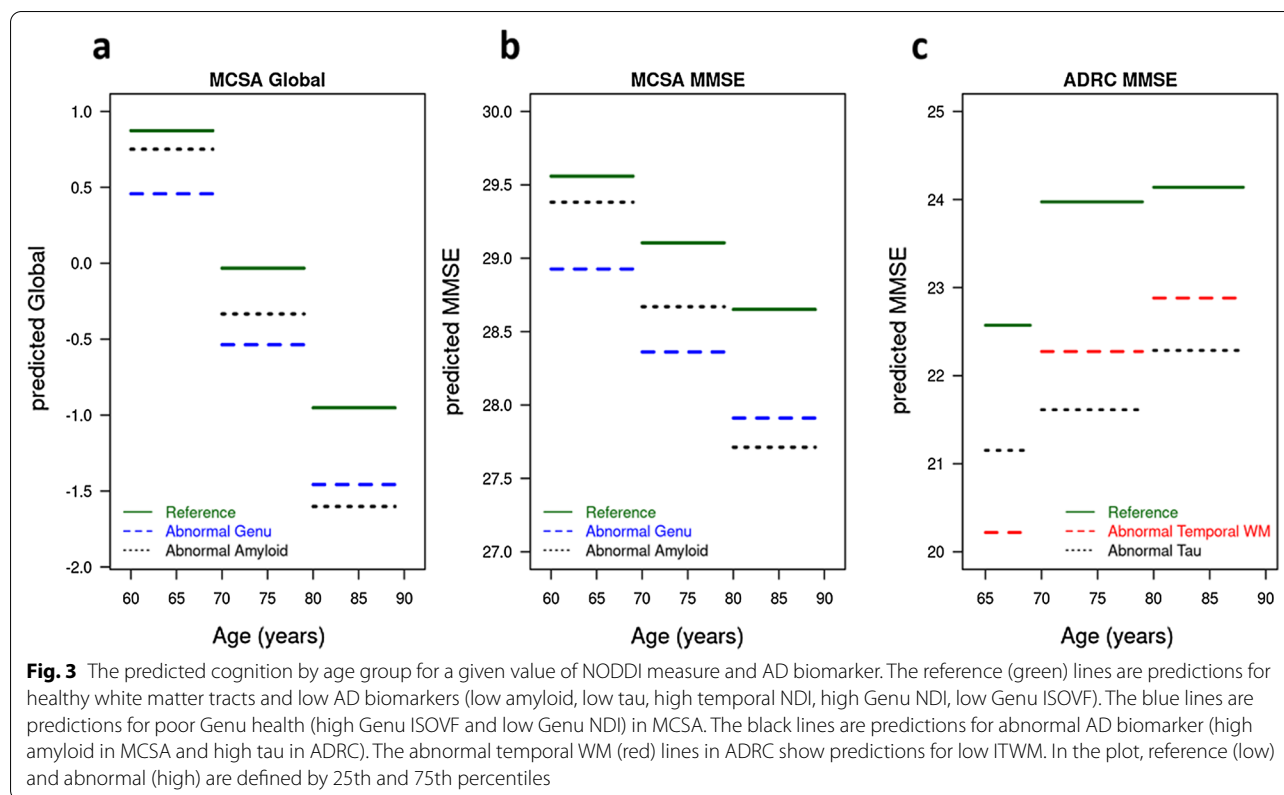 a
MCSA Global
predicted Global
1.0
0.5
0.0
-0.5
-1.0
-1.5
-2.0
Reference
Abnormal Genu
Abnormal Amyloid
60 65 70 75 80 85 90
Age (years)
b
MCSA MMSE
predicted MMSE
30.0
29.5
29.0
28.5
28.0
27.5
27.0
Reference
Abnormal Genu
Abnormal Amyloid
60 65 70 75 80 85 90
Age (years)
c
ADRC MMSE
predicted MMSE
25
24
23
22
21
20
Reference
Abnormal Temporal WM
Abnormal Tau
65 70 75 80 85 90
Age (years)
Fig. 3 The predicted cognition by age group for a given value of NODDI measure and AD biomarker. The reference (green) lines are predictions for
healthy white matter tracts and low AD biomarkers (low amyloid, low tau, high temporal NDI, high Genu NDI, low Genu ISOVF). The blue lines are
predictions for poor Genu health (high Genu ISOVF and low Genu NDI) in MCSA. The black lines are predictions for abnormal AD biomarker (high
amyloid in MCSA and high tau in ADRC). The abnormal temporal WM (red) lines in ADRC show predictions for low ITWM. In the plot, reference (low)
and abnormal (high) are defined by 25th and 75th percentiles